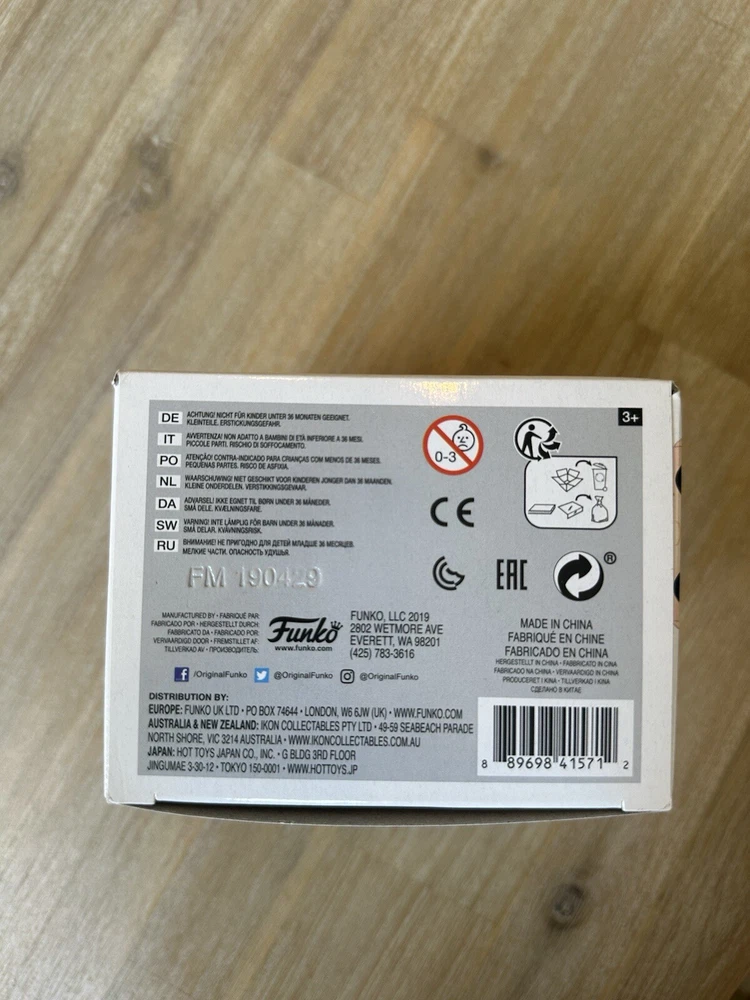 DE ACHTUNG! NICHT FÜR KINDER UNTER 36 MONATEN GEEIGNET.
KLEINTEILE. ERSTICKUNGSGEFAHR.
IT AVVERTENZA! NON ADATTO A BAMBINI DI ETÀ INFERIORE A 36 MESI.
PICCOLE PARTI. RISCHIO DI SOFFOCAMENTO.
PO ATENÇÃO! CONTRA-INDICADO PARA CRIANÇAS COM MENOS DE 36 MESES.
PEQUENAS PARTES. RISCO DE ASFIXIA.
NL WAARSCHUWING! NIET GESCHIKT VOOR KINDEREN JONGER DAN 36 MAANDEN.
KLEINE ONDERDELEN. VERSTIKKINGSGEVAAR.
DA ADVARSEL! IKKE EGNET TIL BØRN UNDER 36 MÅNEDER.
SMÅ DELE. KVÆLNINGSFARE.
SW VARNING! INTE LÄMPLIG FÖR BARN UNDER 36 MÅNADER.
SMÅ DELAR. KVÄVNINGSRISK.
RU ВНИМАНИЕ! НЕ ПРИГОДНО ДЛЯ ДЕТЕЙ МЛАДШЕ 36 МЕСЯЦЕВ.
МЕЛКИЕ ЧАСТИ. ОПАСНОСТЬ УДУШЬЯ.
FM 190429
0-3
3+
CE
EAC
®
MANUFACTURED BY • FABRIQUÉ PAR:
FABRICADO POR • HERGESTELLT DURCH:
FABBRICATO DA • FABRICADO POR:
VERVAARDIGD DOOR • FREMSTILLET AF:
TILLVERKAD AV • ПРОИЗВОДИТЕЛЬ:
Funko
www.funko.com
FUNKO, LLC 2019
2802 WETMORE AVE
EVERETT, WA 98201
(425) 783-3616
MADE IN CHINA
FABRIQUÉ EN CHINE
FABRICADO EN CHINA
HERGESTELLT IN CHINA • FABBRICATO IN CINA
FABRICADO NA CHINA • VERVAARDIGD IN CHINA
PRODUCERET I KINA • TILLVERKAD I KINA
СДЕЛАНО В КИТАЕ
f /OriginalFunko @OriginalFunko @OriginalFunko
DISTRIBUTION BY:
EUROPE: FUNKO UK LTD • PO BOX 74644 • LONDON, W6 6JW (UK) • WWW.FUNKO.COM
AUSTRALIA & NEW ZEALAND: IKON COLLECTABLES PTY LTD • 49-59 SEABEACH PARADE
NORTH SHORE, VIC 3214 AUSTRALIA • WWW.IKONCOLLECTABLES.COM.AU
JAPAN: HOT TOYS JAPAN CO., INC. • G BLDG 3RD FLOOR
JINGUMAE 3-30-12 • TOKYO 150-0001 • WWW.HOTTOYS.JP
8 89698 41571 2